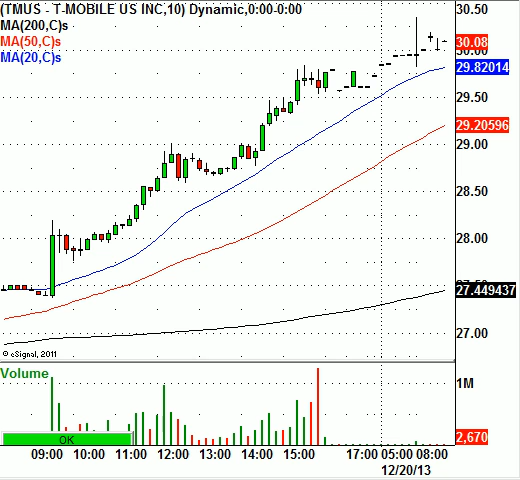 (TMUS - T-MOBILE US INC,10) Dynamic,0:00-0:00
MA(200,C)s
MA(50,C)s
MA(20,C)s
30.50
30.08
29.82014
29.50
29.20596
29.00
28.50
28.00
27.449437
27.00
© eSignal, 2011
Volume
1M
2,670
OK
09:00 10:00 11:00 12:00 13:00 14:00 15:00 17:00 05:00 08:00
12/20/13